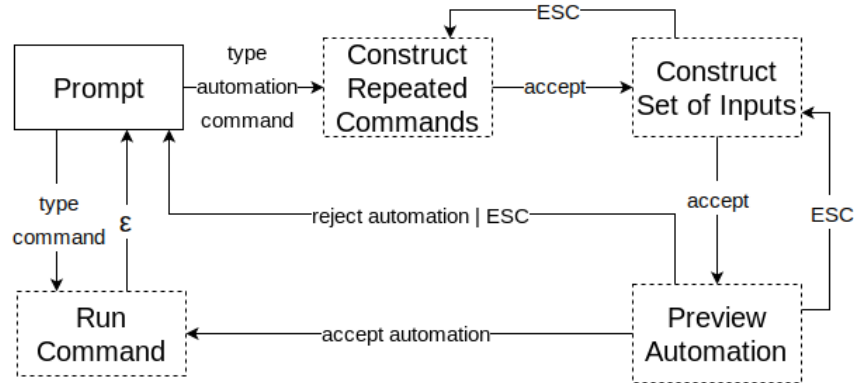 ESC
Prompt
type
automation
command
Construct
Repeated
Commands
accept
Construct
Set of Inputs
type
command
ε
reject automation | ESC
accept
ESC
Run
Command
accept automation
Preview
Automation